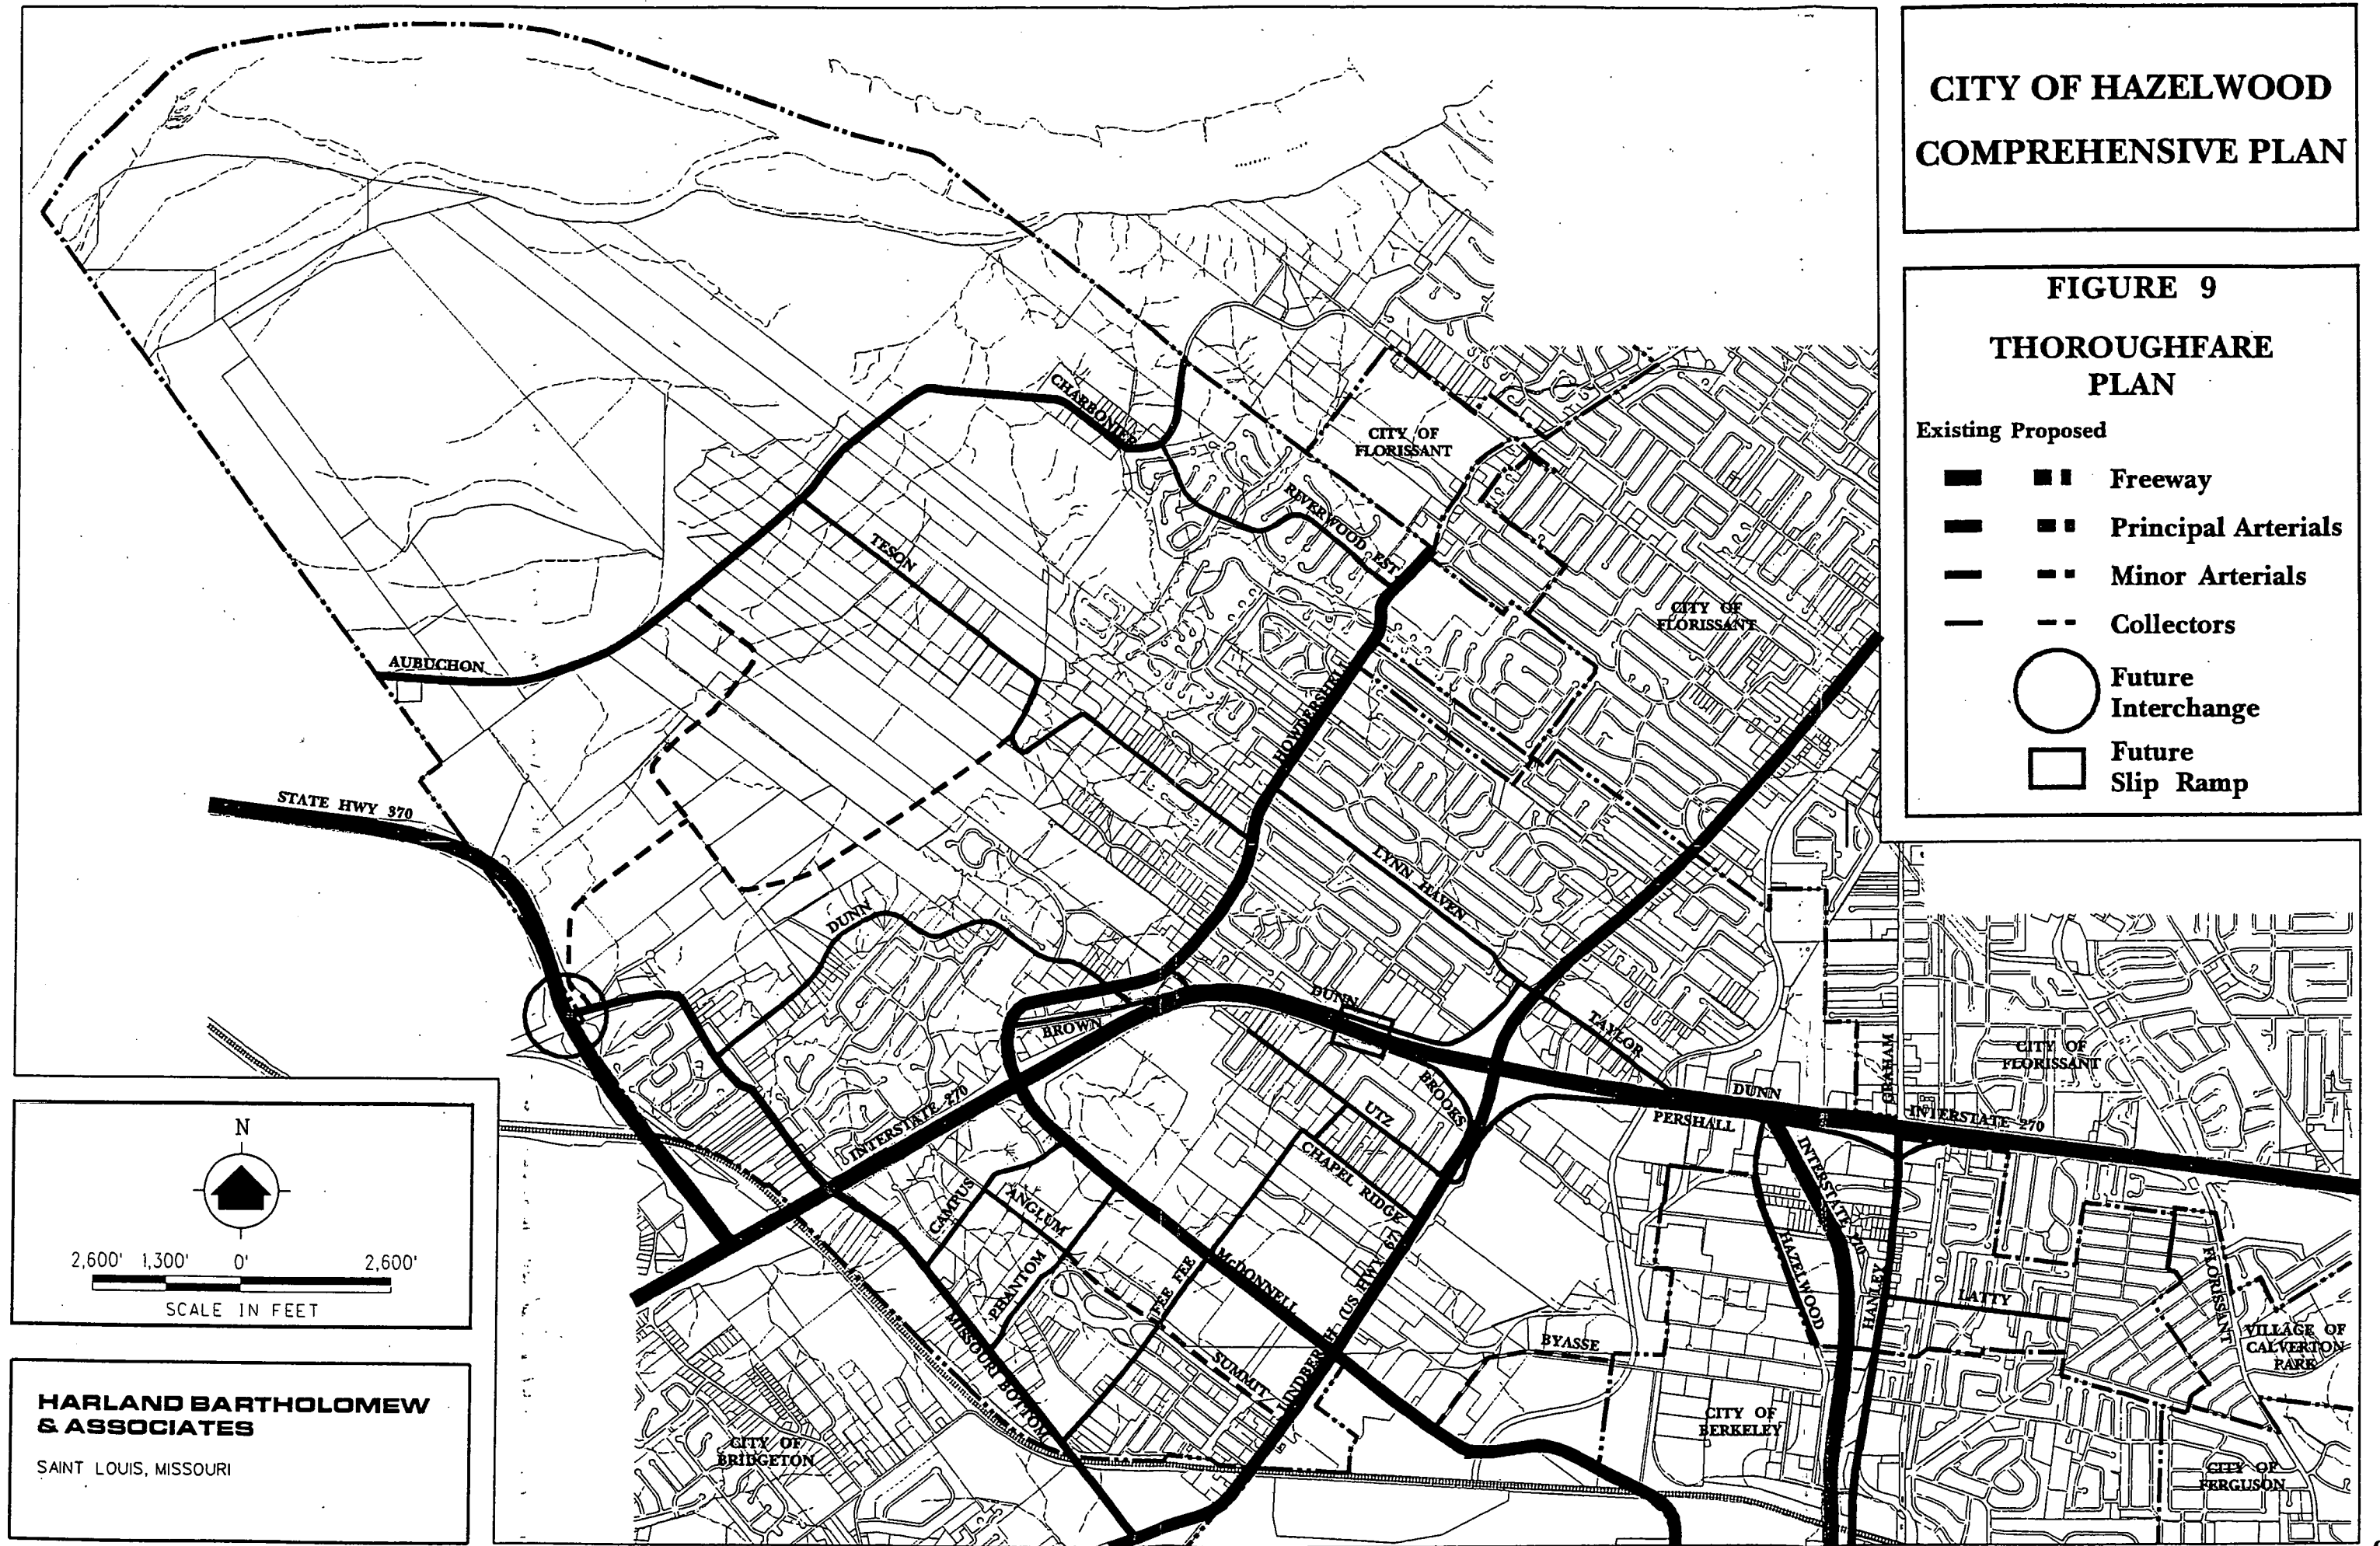 CITY OF HAZELWOOD
COMPREHENSIVE PLAN
FIGURE 9
THOROUGHFARE
PLAN
Existing Proposed
Freeway
Principal Arterials
Minor Arterials
Collectors
Future
Interchange
Future
Slip Ramp
CHARBONIER
CITY OF
FLORISSANT
RIVERWOOD EST
TESON
CITY OF
FLORISSANT
AUBUCHON
HOWDERSHELL
STATE HWY 370
LYNN HAVEN
DUNN
DUNN
BROWN
TAYLOR
GRAHAM
CITY OF
FLORISSANT
BROOKS
UTZ
DUNN
PERSHALL
INTERSTATE 270
INTERSTATE 270
CHAPEL RIDGE
INTERSTATE 170
CAMPUS
ANGLUM
PHANTOM
FEE FEE
MCDONNELL
LINDBERGH (US HWY 67)
HAZELWOOD
HANLEY
LATTY
FLORISSANT
MISSOURI BOTTOM
SUMMIT
BYASSE
VILLAGE OF
CALVERTON
PARK
CITY OF
BERKELEY
CITY OF
BRIDGETON
CITY OF
FERGUSON
N
2,600' 1,300' 0' 2,600'
SCALE IN FEET
HARLAND BARTHOLOMEW
& ASSOCIATES
SAINT LOUIS, MISSOURI